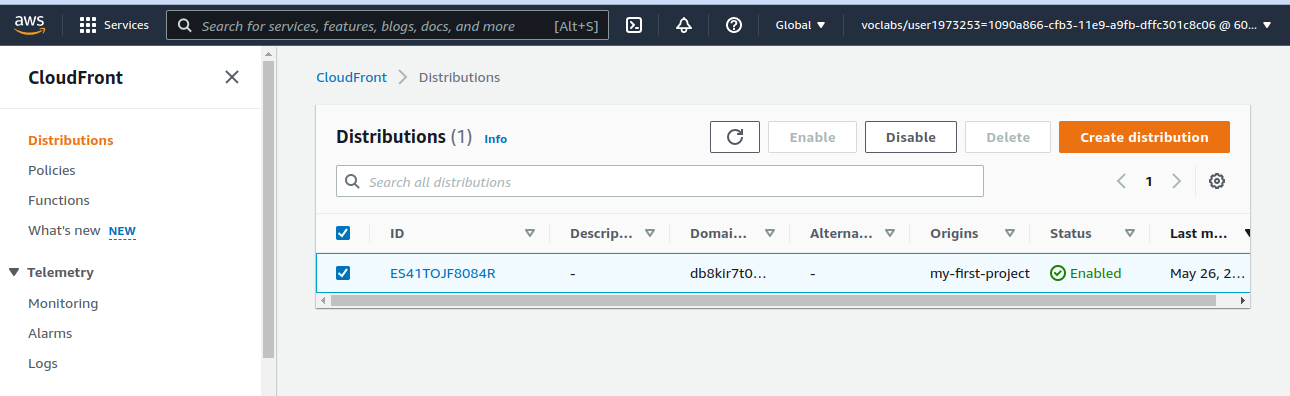 aws Services Search for services, features, blogs, docs, and more [Alt+S] Global voclabs/user1973253=1090a866-cfb3-11e9-a9fb-dffc301c8c06 @ 60...
CloudFront
Distributions
Policies
Functions
What's new NEW
Telemetry
Monitoring
Alarms
Logs
CloudFront Distributions
Distributions (1) Info Enable Disable Delete Create distribution
Search all distributions 1
ID Descrip... Domai... Alterna... Origins Status Last m...
ES41TOJF8084R - db8kir7t0... - my-first-project Enabled May 26, 2...